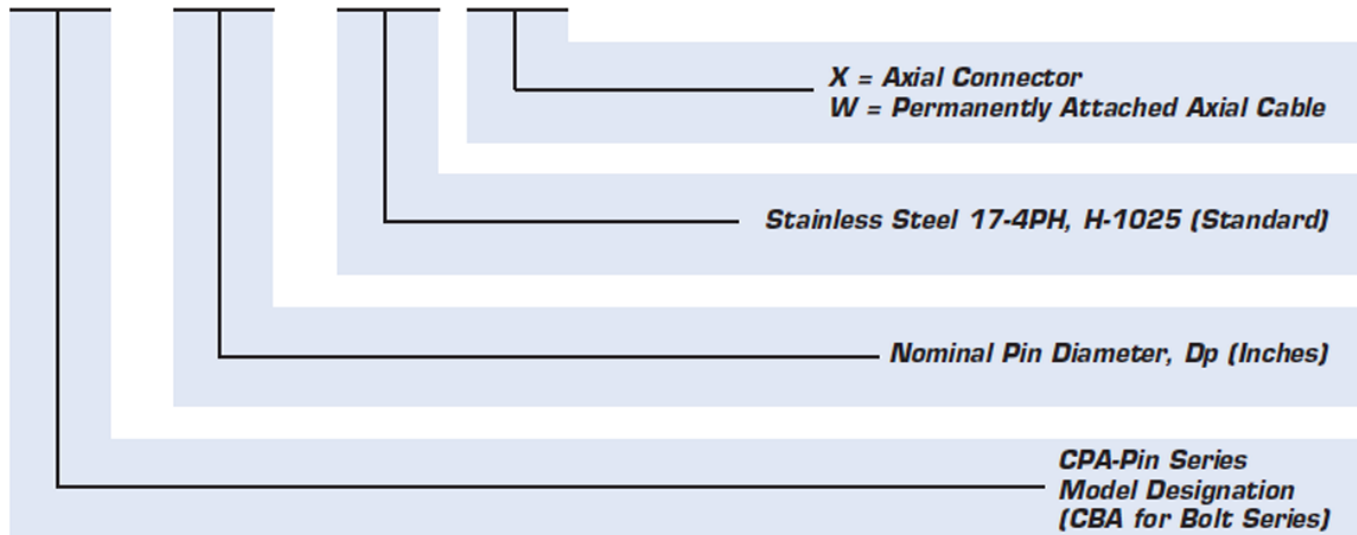 X = Axial Connector
W = Permanently Attached Axial Cable
Stainless Steel 17-4PH, H-1025 (Standard)
Nominal Pin Diameter, Dp (Inches)
CPA-Pin Series
Model Designation
(CBA for Bolt Series)